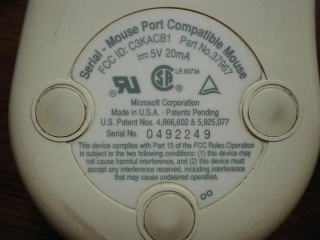 Serial - Mouse Port Compatible Mouse
FCC ID: C3KACB1 Part No. 37967
5V 20mA
LR 85734
Microsoft Corporation
Made in U.S.A. - Patents Pending
U.S. Patent Nos. 4,866,602 & 5,925,077
Serial No. 0492249
This device complies with Part 15 of the FCC Rules. Operation
is subject to the two following conditions: (1) this device may
not cause harmful interference, and (2) this device must
accept any interference received, including interference
that may cause undesired operation.